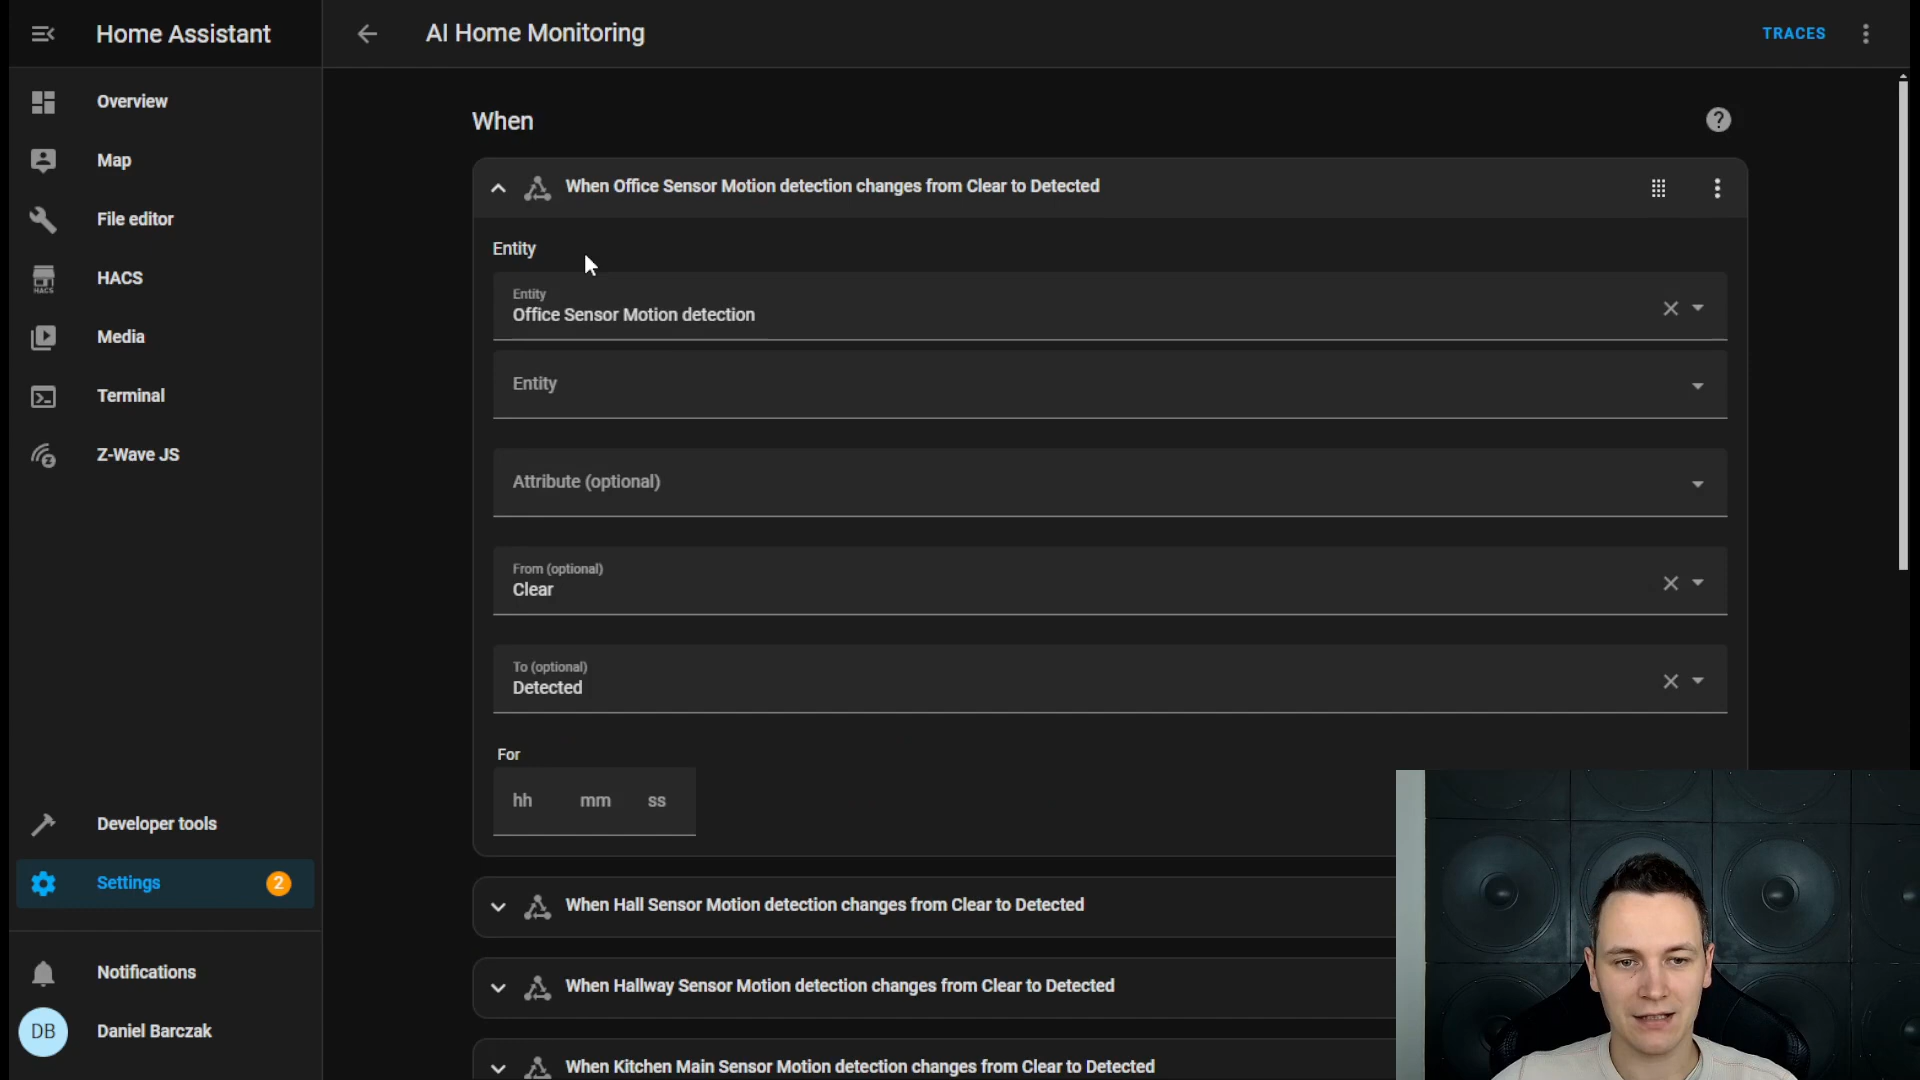 Home Assistant
AI Home Monitoring
TRACES
Overview
Map
File editor
HACS
HACS
Media
Terminal
Z-Wave JS
Developer tools
Settings
2
Notifications
DB
Daniel Barczak
When
?
When Office Sensor Motion detection changes from Clear to Detected
Entity
Entity
Office Sensor Motion detection
Entity
Attribute (optional)
From (optional)
Clear
To (optional)
Detected
For
hh mm ss
When Hall Sensor Motion detection changes from Clear to Detected
When Hallway Sensor Motion detection changes from Clear to Detected
When Kitchen Main Sensor Motion detection changes from Clear to Detected